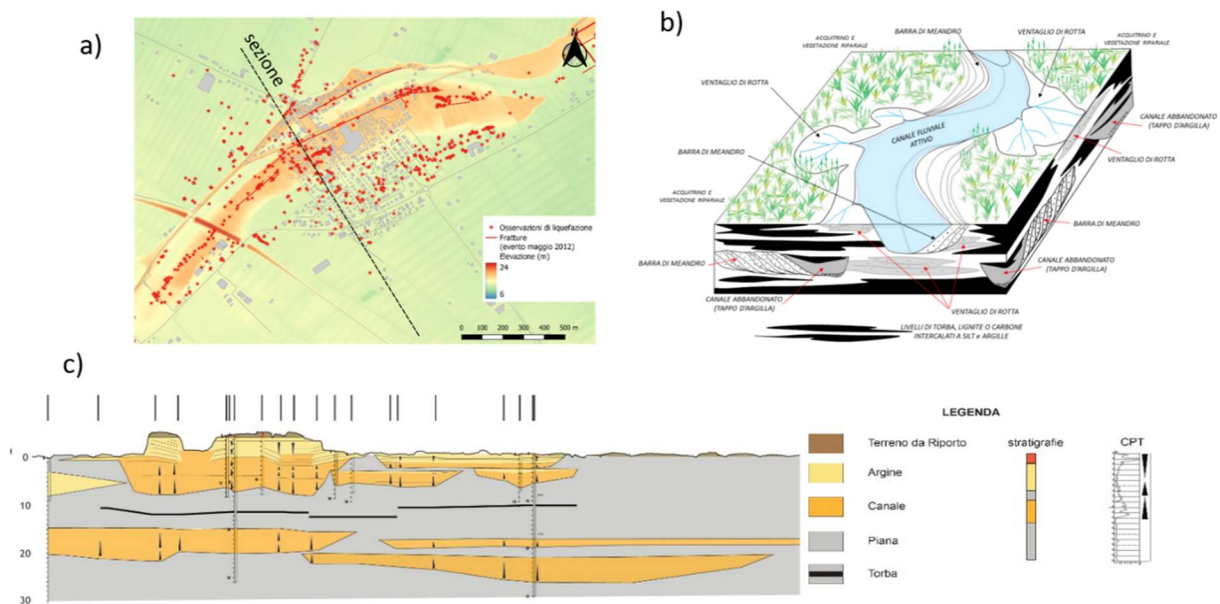 a)
sezione
N
Osservazioni di liquefazione
Fratture
(evento maggio 2012)
Elevazione (m)
24
6
0 100 200 300 400 500 m
b)
ACQUITRINO E
VEGETAZIONE RIPARIALE
BARRA DI MEANDRO
VENTAGLIO DI ROTTA
ACQUITRINO E
VEGETAZIONE RIPARIALE
VENTAGLIO DI ROTTA
CANALE FLUVIALE
ATTIVO
CANALE ABBANDONATO
(TAPPO D'ARGILLA)
BARRA DI MEANDRO
VENTAGLIO DI ROTTA
ACQUITRINO E
VEGETAZIONE RIPARIALE
BARRA DI MEANDRO
BARRA DI MEANDRO
CANALE ABBANDONATO
(TAPPO D'ARGILLA)
CANALE ABBANDONATO
(TAPPO D'ARGILLA)
VENTAGLIO DI ROTTA
LIVELLI DI TORBA, LIGNITE O CARBONE
INTERCALATI A SILT e ARGILLE
c)
0
10
20
30
LEGENDA
Terreno da Riporto
Argine
Canale
Piana
Torba
stratigrafie
CPT